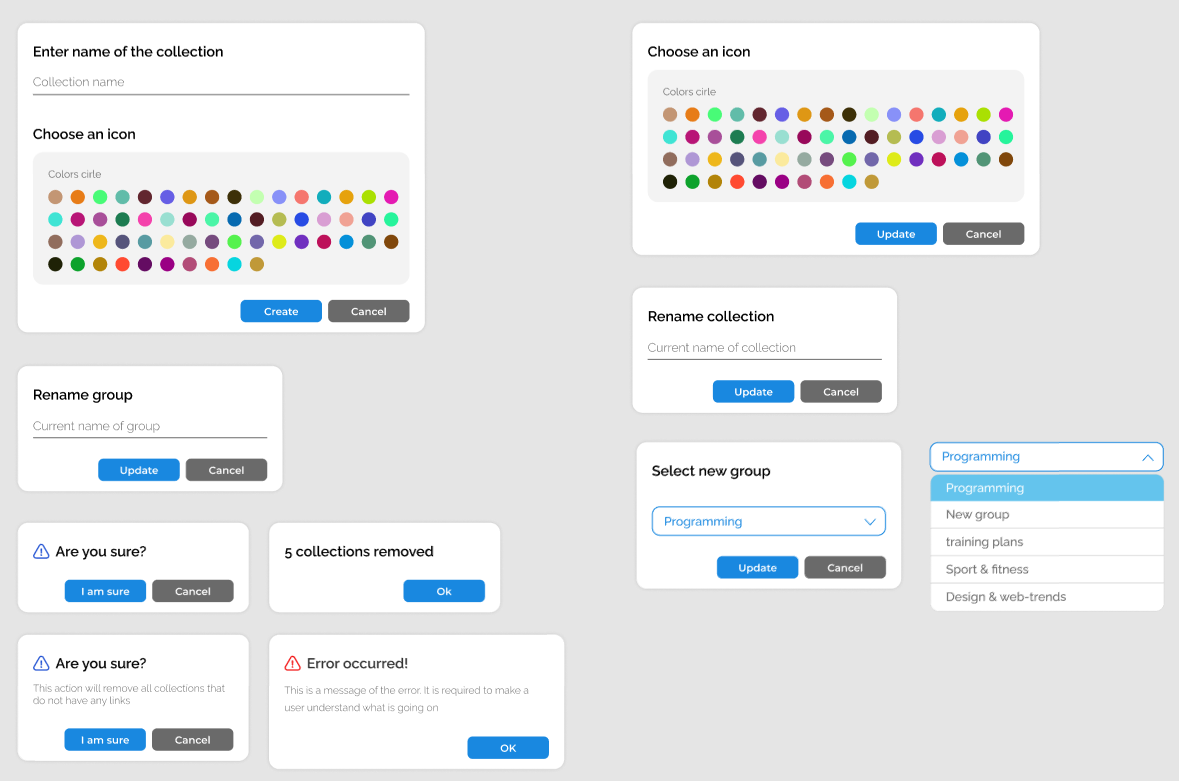 Enter name of the collection
Collection name
Choose an icon
Colors cirle
Create
Cancel
Rename group
Current name of group
Update
Cancel
Are you sure?
I am sure
Cancel
5 collections removed
Ok
Are you sure?
This action will remove all collections that
do not have any links
I am sure
Cancel
Error occurred!
This is a message of the error. It is required to make a
user understand what is going on
OK
Choose an icon
Colors cirle
Update
Cancel
Rename collection
Current name of collection
Update
Cancel
Select new group
Programming
Update
Cancel
Programming
Programming
New group
training plans
Sport & fitness
Design & web-trends